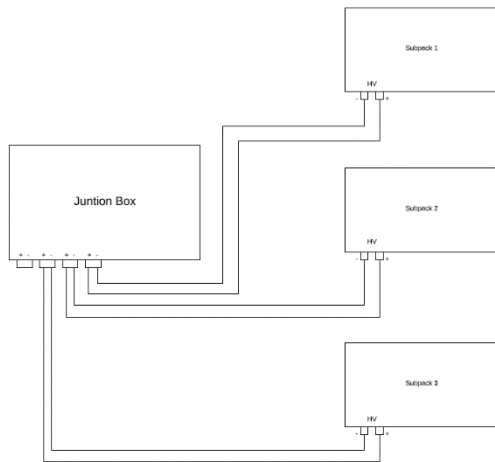 Subpack 1
HV
- +
Juntion Box
+ - + - + - + -
Subpack 2
HV
- +
Subpack 3
HV
- +